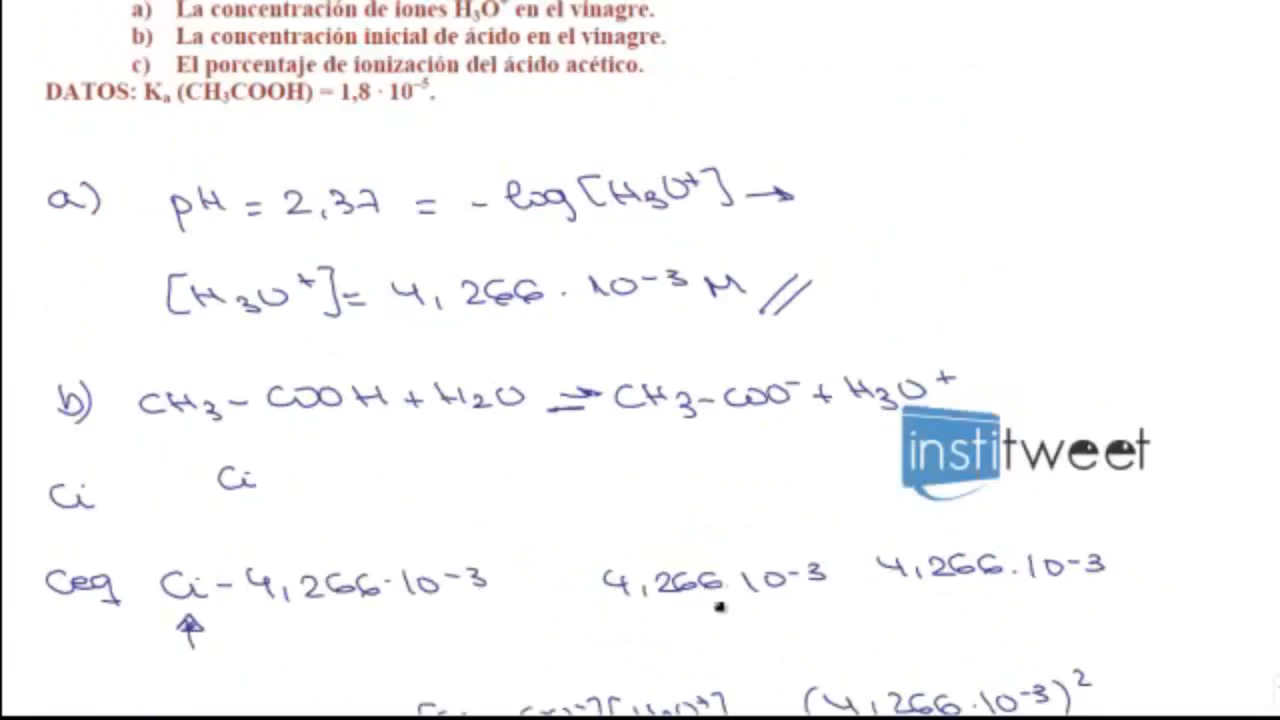 a) La concentración de iones H₃O⁺ en el vinagre.
b) La concentración inicial de ácido en el vinagre.
c) El porcentaje de ionización del ácido acético.
DATOS: Kₐ (CH₃COOH) = 1,8 · 10⁻⁵.
a) pH = 2,37 = - log [H₃O⁺] →
[H₃O⁺] = 4,266 · 10⁻³ M //
b) CH₃ - COOH + H₂O ⇌ CH₃ - COO⁻ + H₃O⁺
institweet
Ci Ci
Ceq Ci - 4,266 · 10⁻³ 4,266 · 10⁻³ 4,266 · 10⁻³
(4,266 · 10⁻³)²